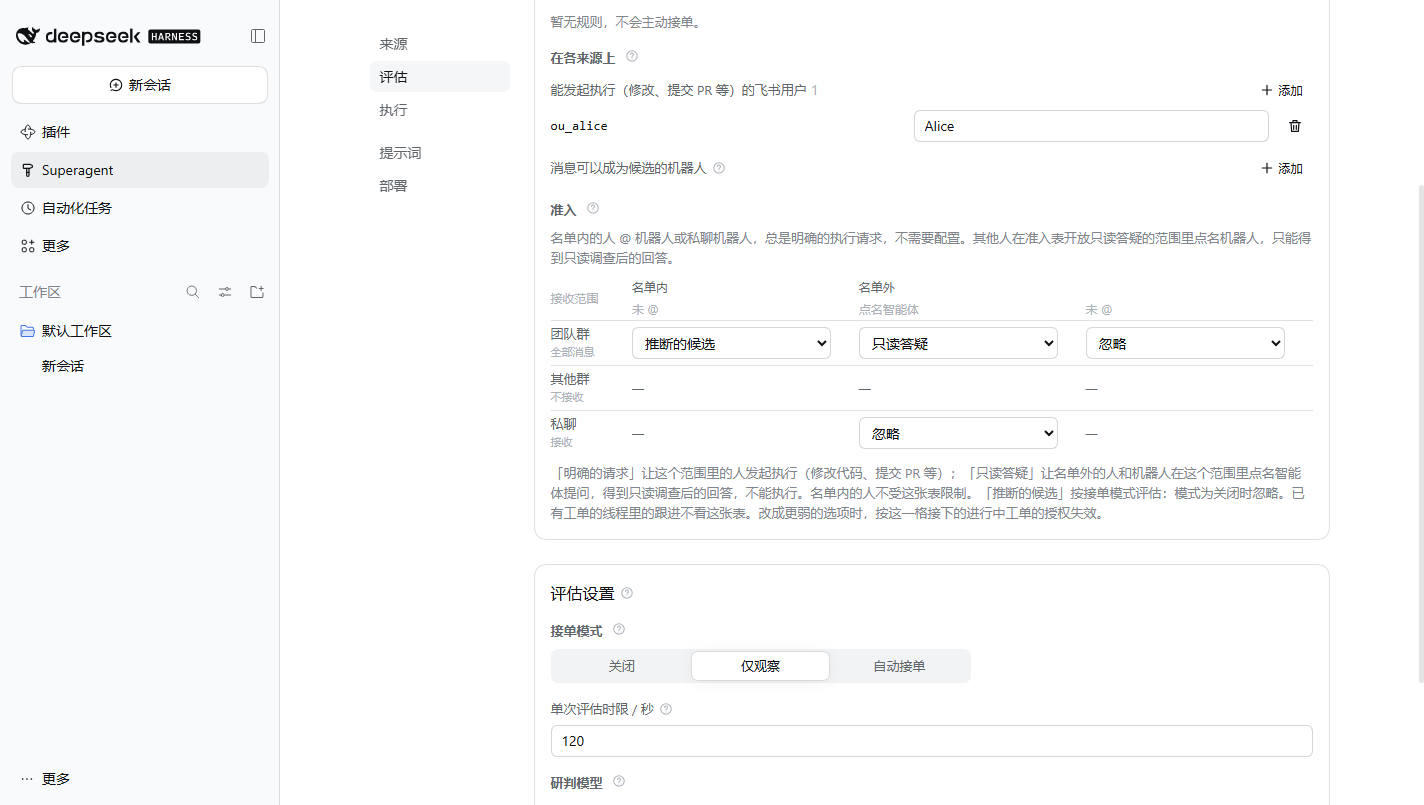 deepseek HARNESS
新会话
插件
Superagent
自动化任务
更多
工作区
默认工作区
新会话
更多
来源
评估
执行
提示词
部署
暂无规则，不会主动接单。
在各来源上
能发起执行（修改、提交 PR 等）的飞书用户 1
添加
ou_alice
Alice
消息可以成为候选的机器人
添加
准入
名单内的人 @ 机器人或私聊机器人，总是明确的执行请求，不需要配置。其他人在准入表开放只读答疑的范围里点名机器人，只能得
到只读调查后的回答。
接收范围
名单内
未 @
名单外
点名智能体
未 @
团队群
全部消息
推断的候选
只读答疑
忽略
其他群
不接收
—
—
—
私聊
接收
—
忽略
—
「明确的请求」让这个范围里的人发起执行（修改代码、提交 PR 等）；「只读答疑」让名单外的人和机器人在这个范围里点名智能
体提问，得到只读调查后的回答，不能执行。名单内的人不受这张表限制。「推断的候选」按接单模式评估：模式为关闭时忽略。已
有工单的线程里的跟进不看这张表。改成更弱的选项时，按这一格接下的进行中工单的授权失效。
评估设置
接单模式
关闭
仅观察
自动接单
单次评估时限 / 秒
120
研判模型